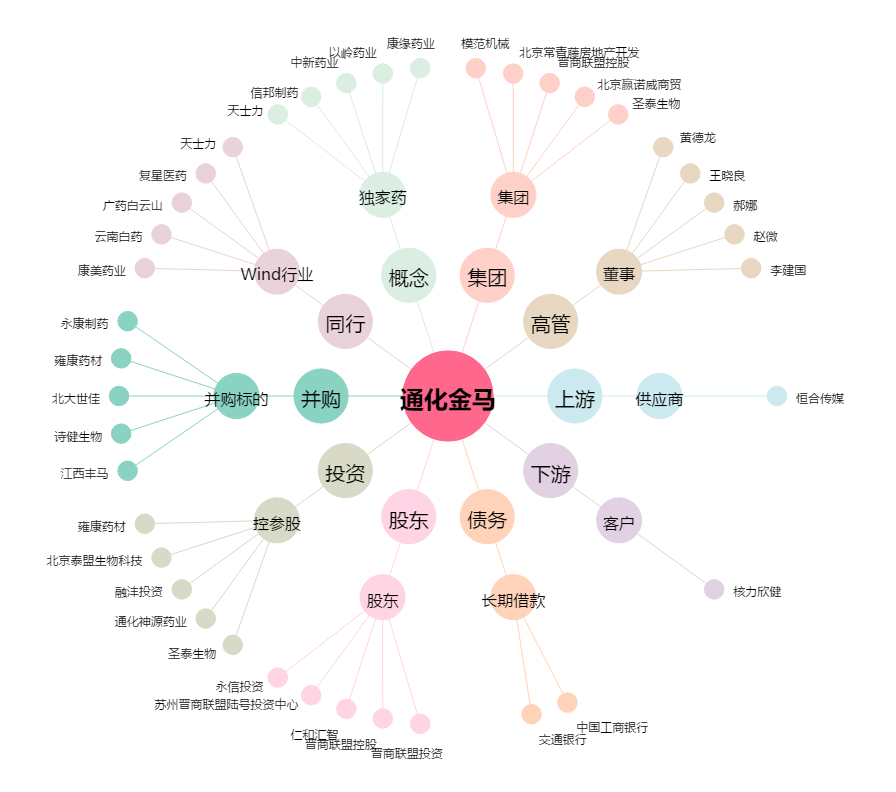 康缘药业
以岭药业
中新药业
信邦制药
天士力
独家药
概念
模范机械
北京常青藤房地产开发
晋商联盟控股
北京赢诺威商贸
圣泰生物
集团
集团
天士力
复星医药
广药白云山
云南白药
康美药业
Wind行业
同行
黄德龙
王晓良
郝娜
赵微
李建国
董事
高管
永康制药
雍康药材
北大世佳
诗健生物
江西丰马
并购标的
并购
通化金马
上游
供应商
恒合传媒
投资
控参股
雍康药材
北京泰盟生物科技
融沣投资
通化神源药业
圣泰生物
下游
客户
核力欣健
股东
股东
永信投资
苏州晋商联盟陆号投资中心
仁和汇智
晋商联盟控股
晋商联盟投资
债务
长期借款
中国工商银行
交通银行